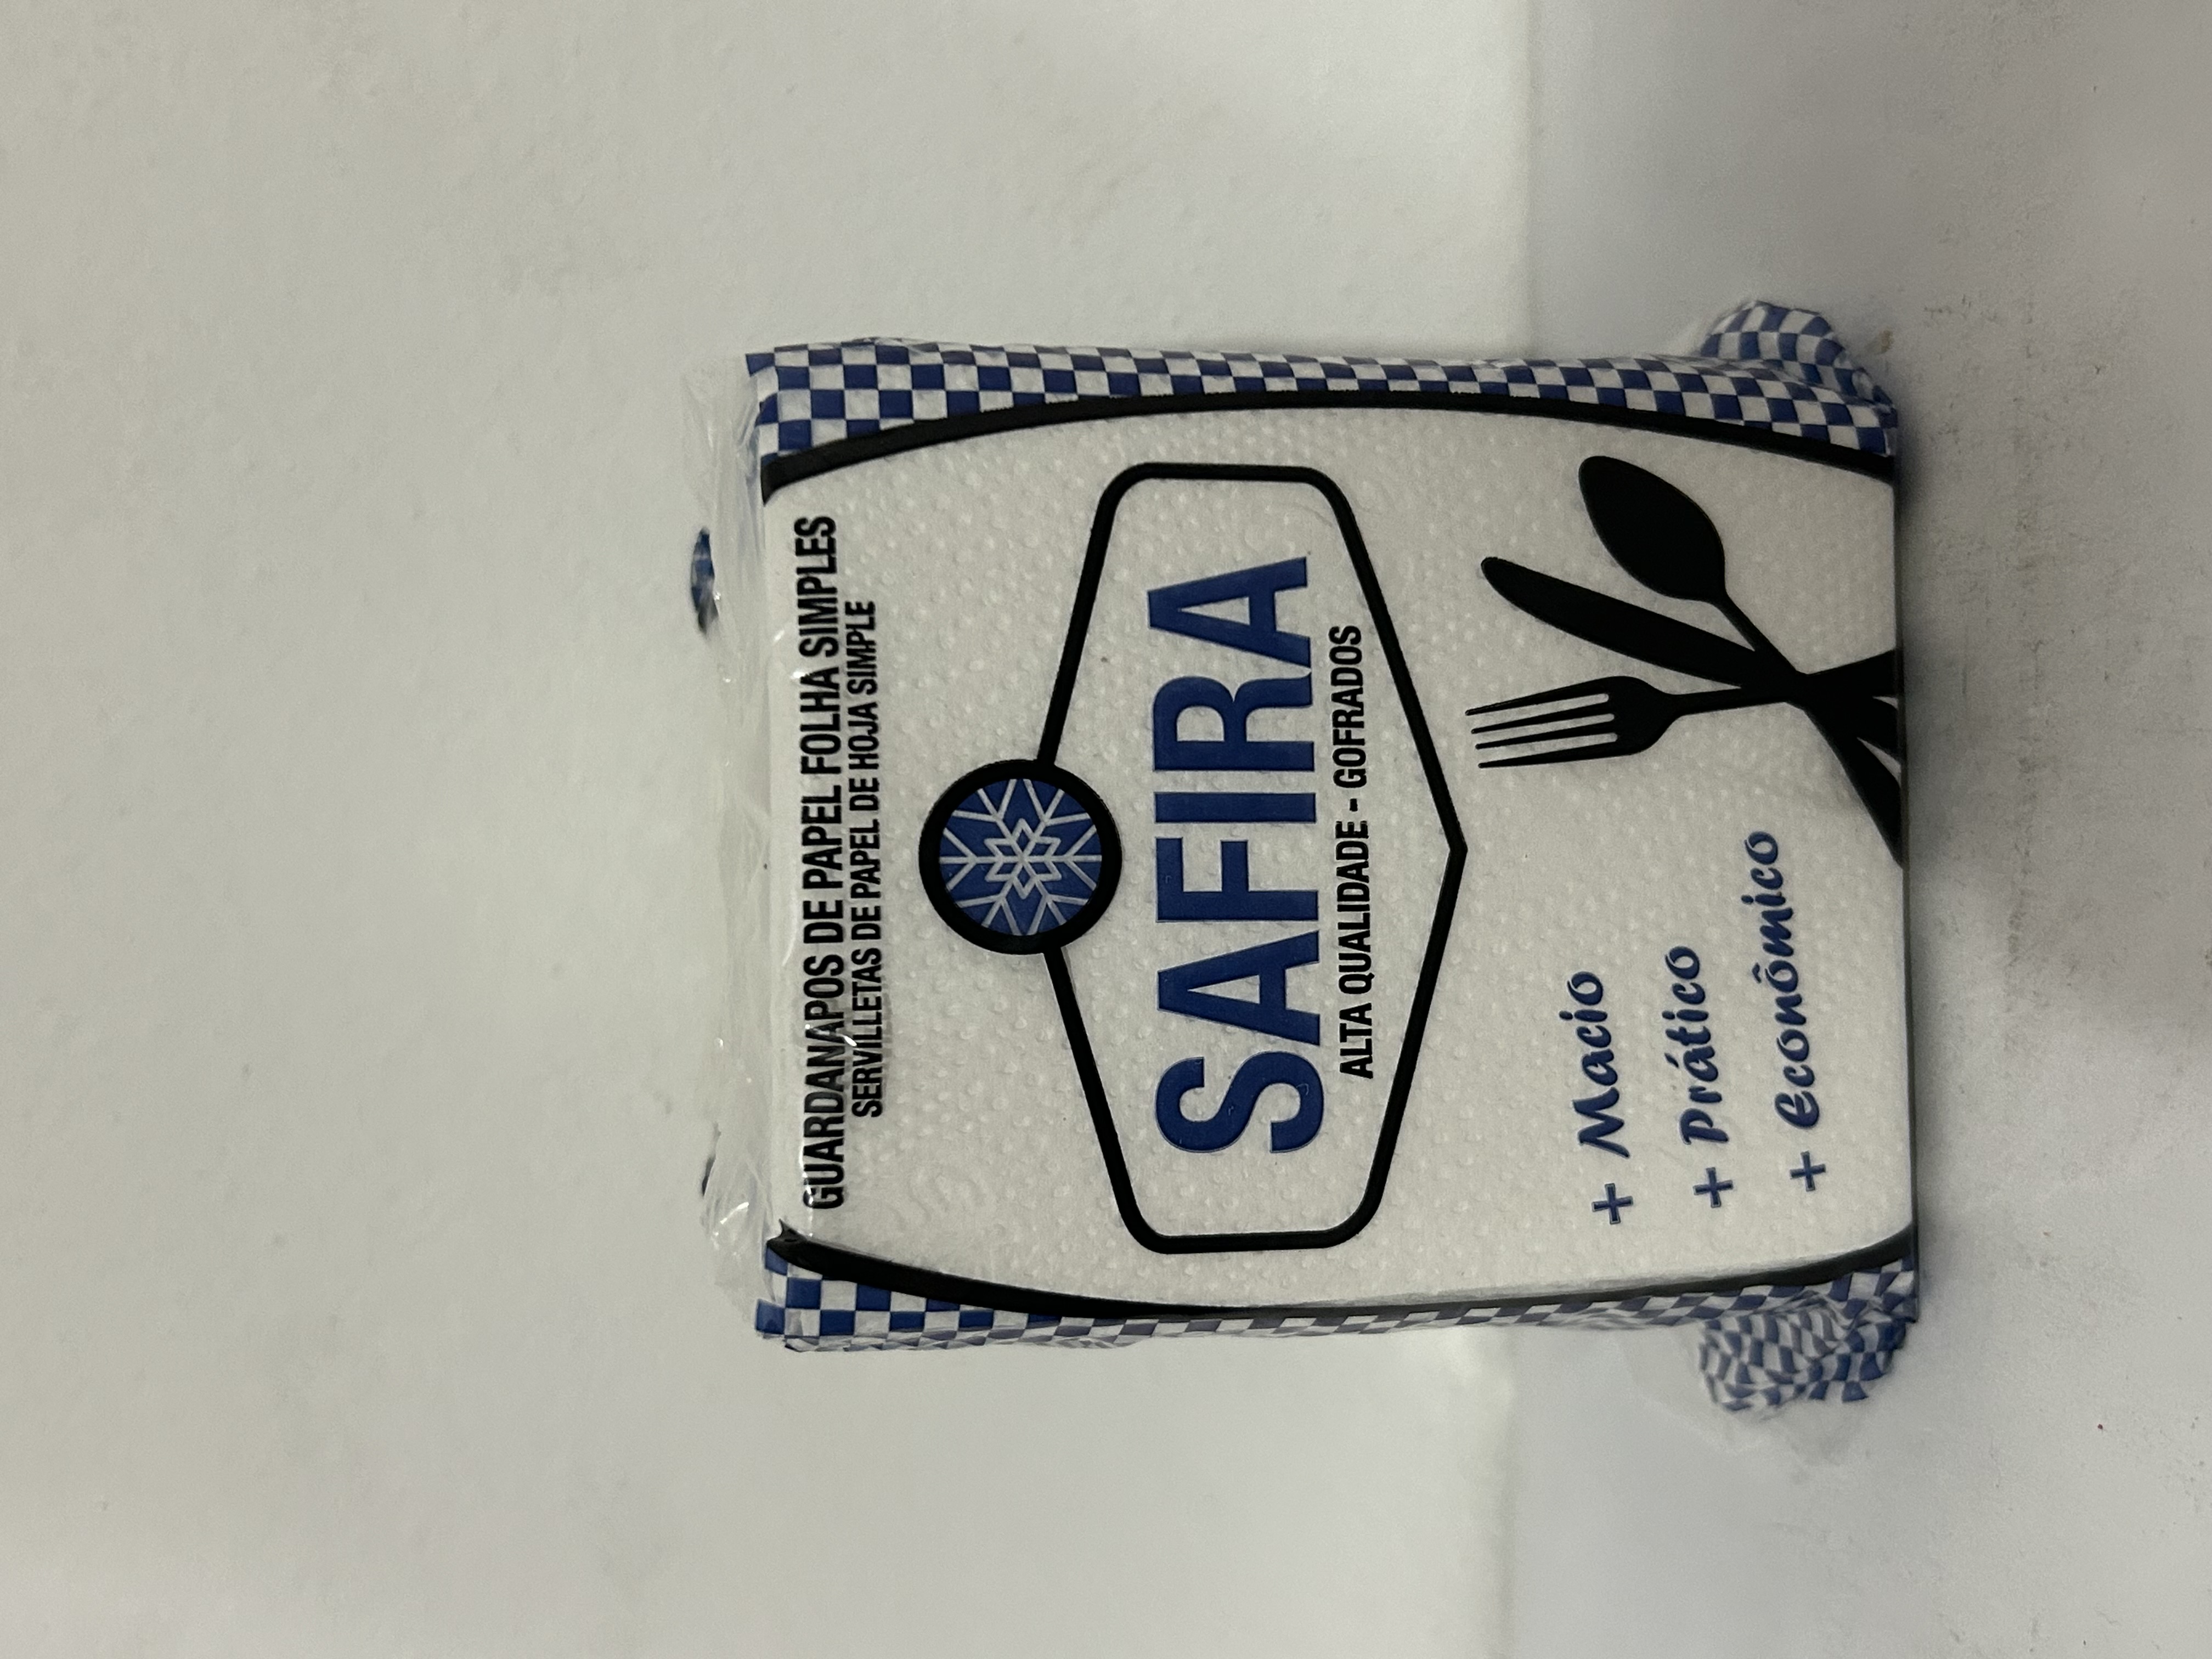 GUARDANAPOS DE PAPEL FOLHA SIMPLES
SERVILLETAS DE PAPEL DE HOJA SIMPLE
SAFIRA
ALTA QUALIDADE - GOFRADOS
+ Macio
+ Prático
+ Econômico